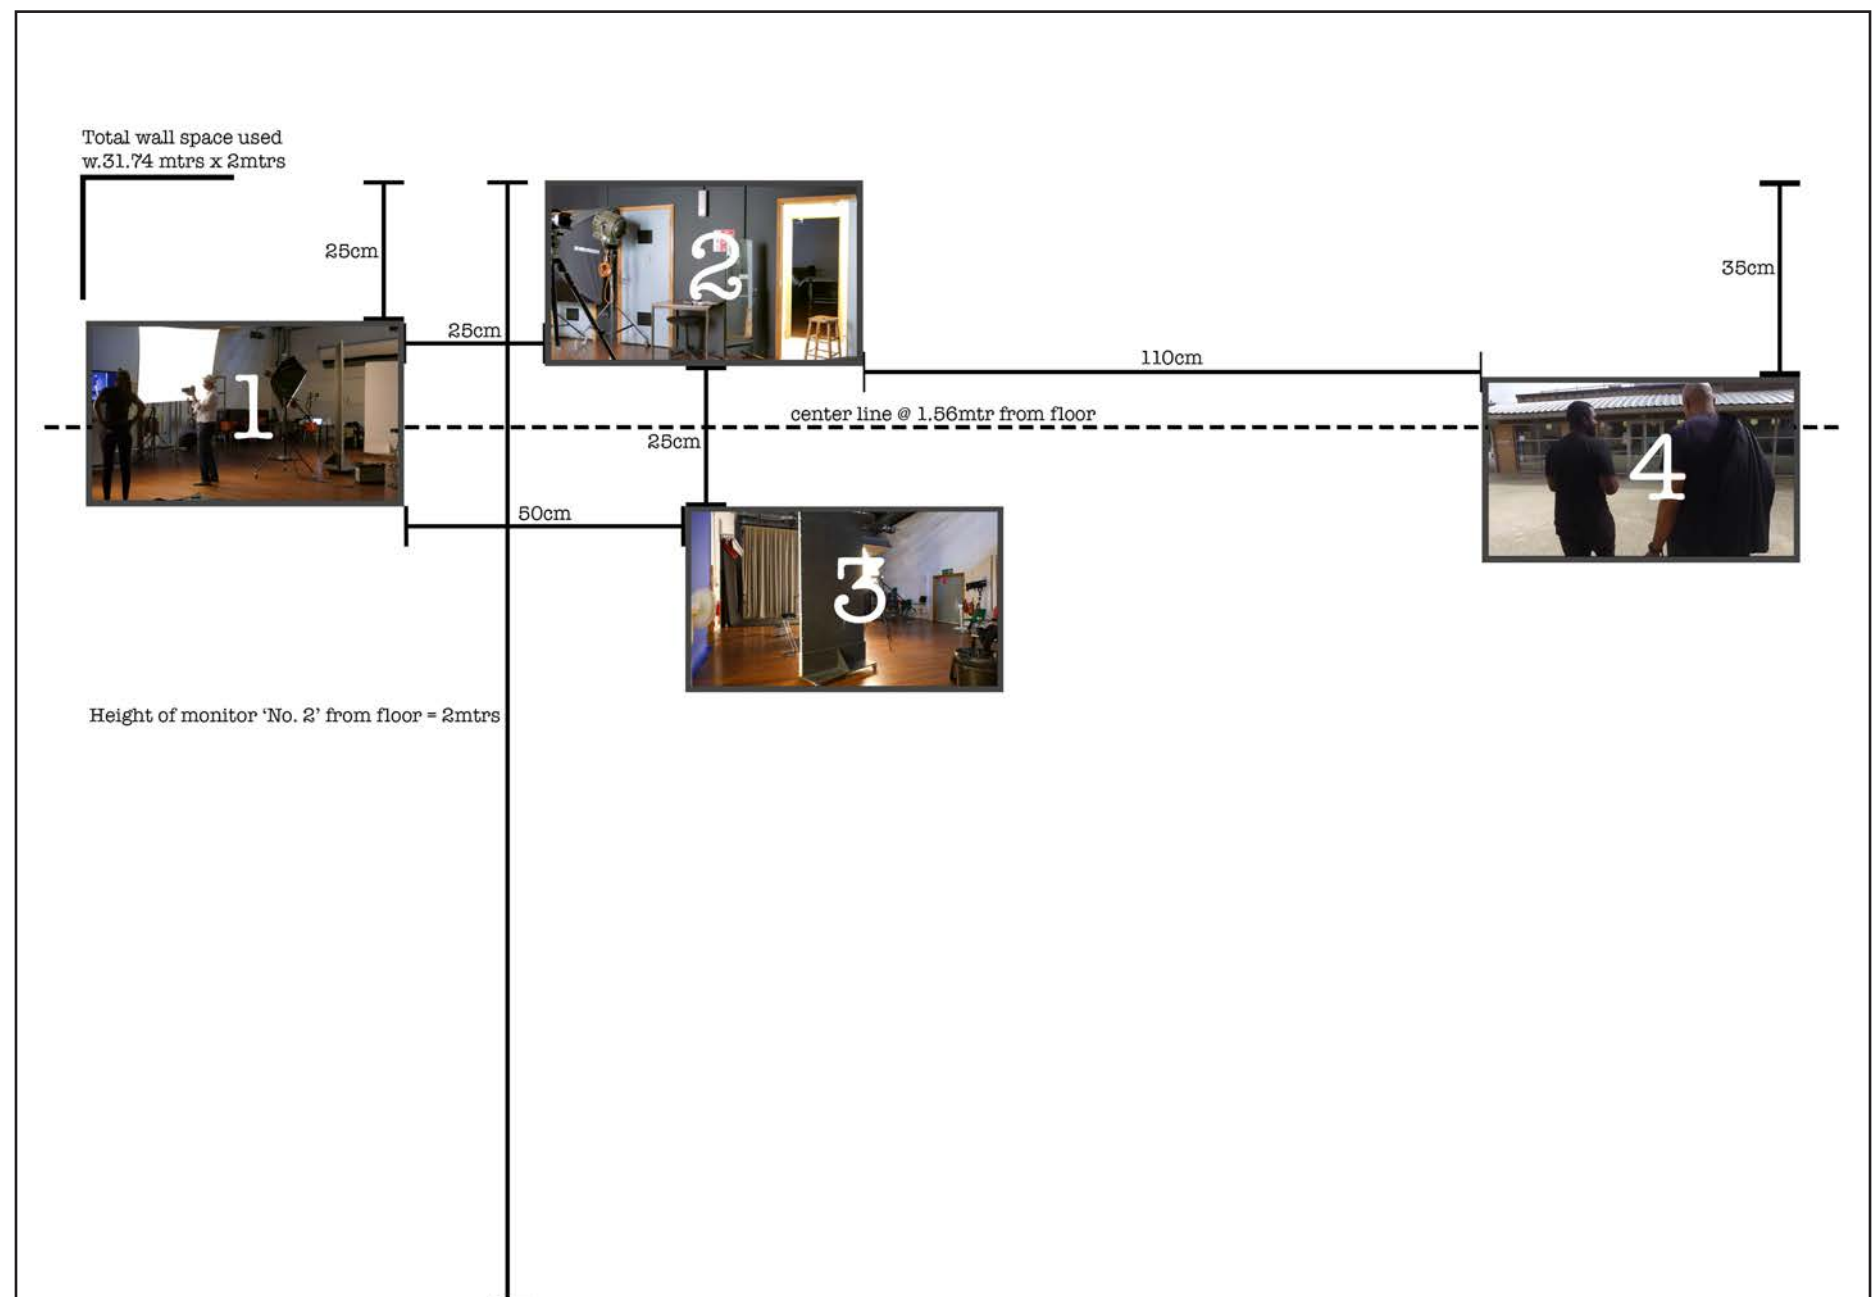 Total wall space used
w.31.74 mtrs x 2mtrs
25cm
35cm
2
25cm
110cm
1
center line @ 1.56mtr from floor
25cm
4
50cm
3
Height of monitor ‘No. 2’ from floor = 2mtrs